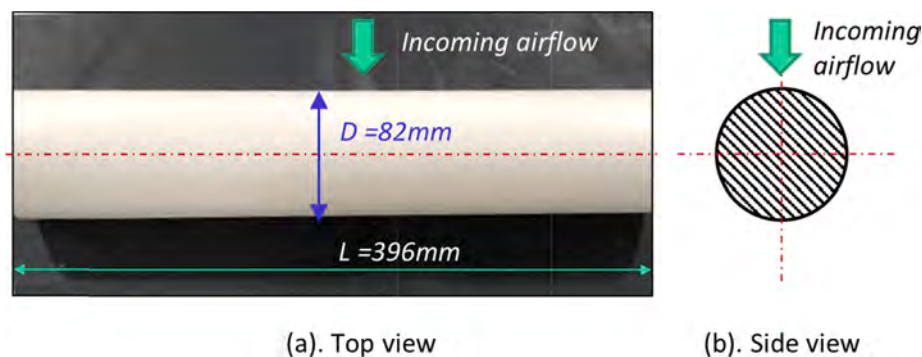 Incoming airflow
D =82mm
L =396mm
(a). Top view
Incoming
airflow
(b). Side view